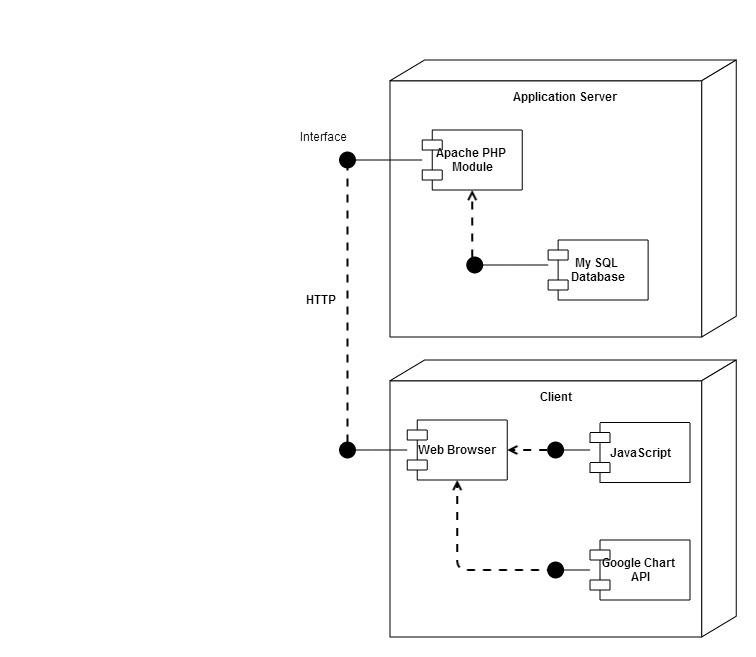 Application Server
Interface
Apache PHP
Module
My SQL
Database
HTTP
Client
Web Browser
JavaScript
Google Chart
API